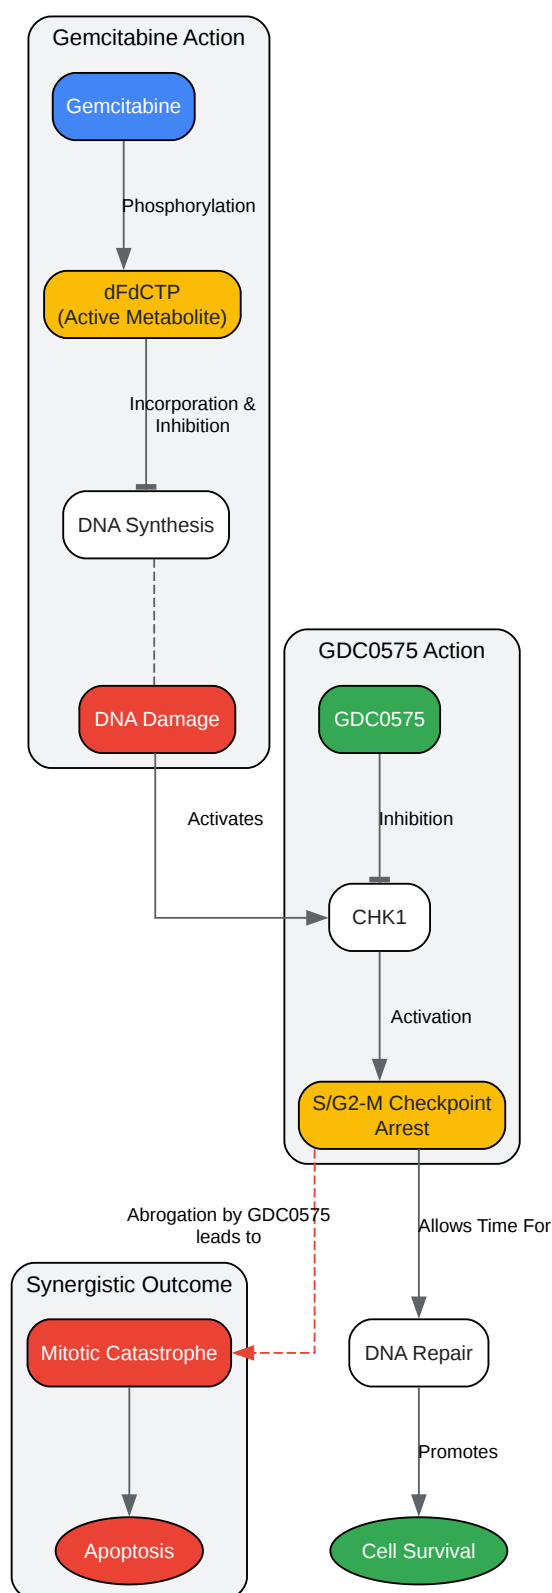 Gemcitabine Action
Gemcitabine
Phosphorylation
dFdCTP
(Active Metabolite)
Incorporation &
Inhibition
DNA Synthesis
DNA Damage
GDC0575 Action
GDC0575
Activates
Inhibition
CHK1
Activation
S/G2-M Checkpoint
Arrest
Abrogation by GDC0575
leads to
Allows Time For
Synergistic Outcome
Mitotic Catastrophe
DNA Repair
Promotes
Apoptosis
Cell Survival